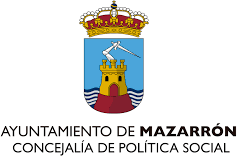 AYUNTAMIENTO DE MAZARRÓN
CONCEJALÍA DE POLÍTICA SOCIAL